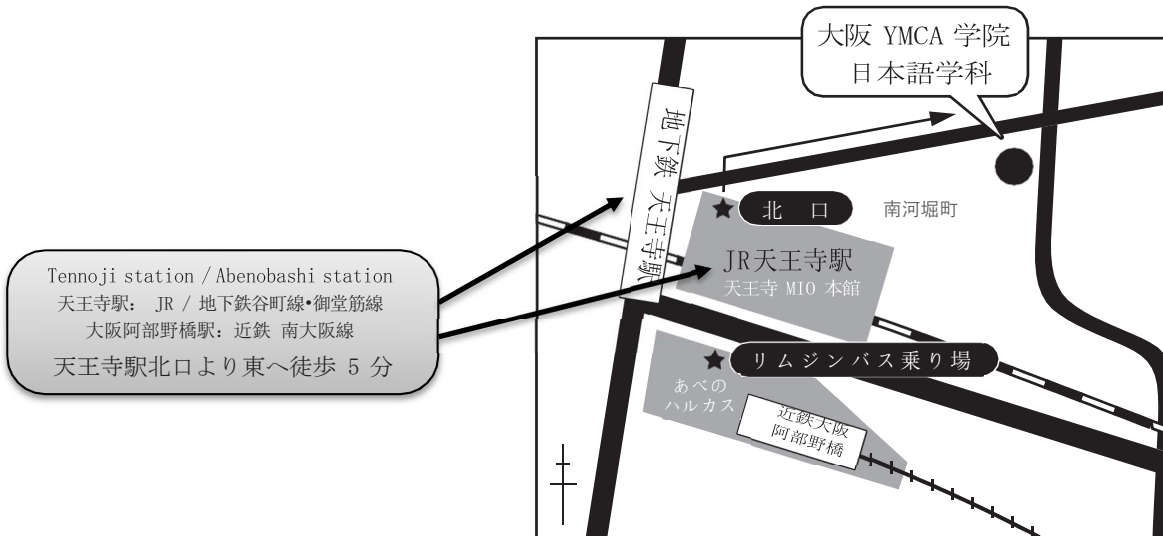 大阪 YMCA 学院
日本語学科
地下鉄 天王寺駅
北 口
南河堀町
JR天王寺駅
天王寺 MIO 本館
Tennoji station / Abenobashi station
天王寺駅: JR / 地下鉄谷町線•御堂筋線
大阪阿部野橋駅: 近鉄 南大阪線
天王寺駅北口より東へ徒歩 5 分
リムジンバス乗り場
あべの
ハルカス
近鉄大阪
阿部野橋